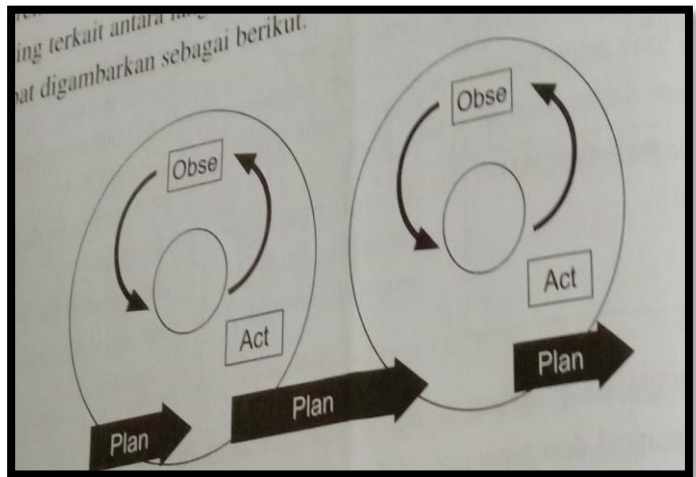 ing terkait antara
at digambarkan sebagai berikut.
Obse
Act
Plan
Plan
Obse
Act
Plan